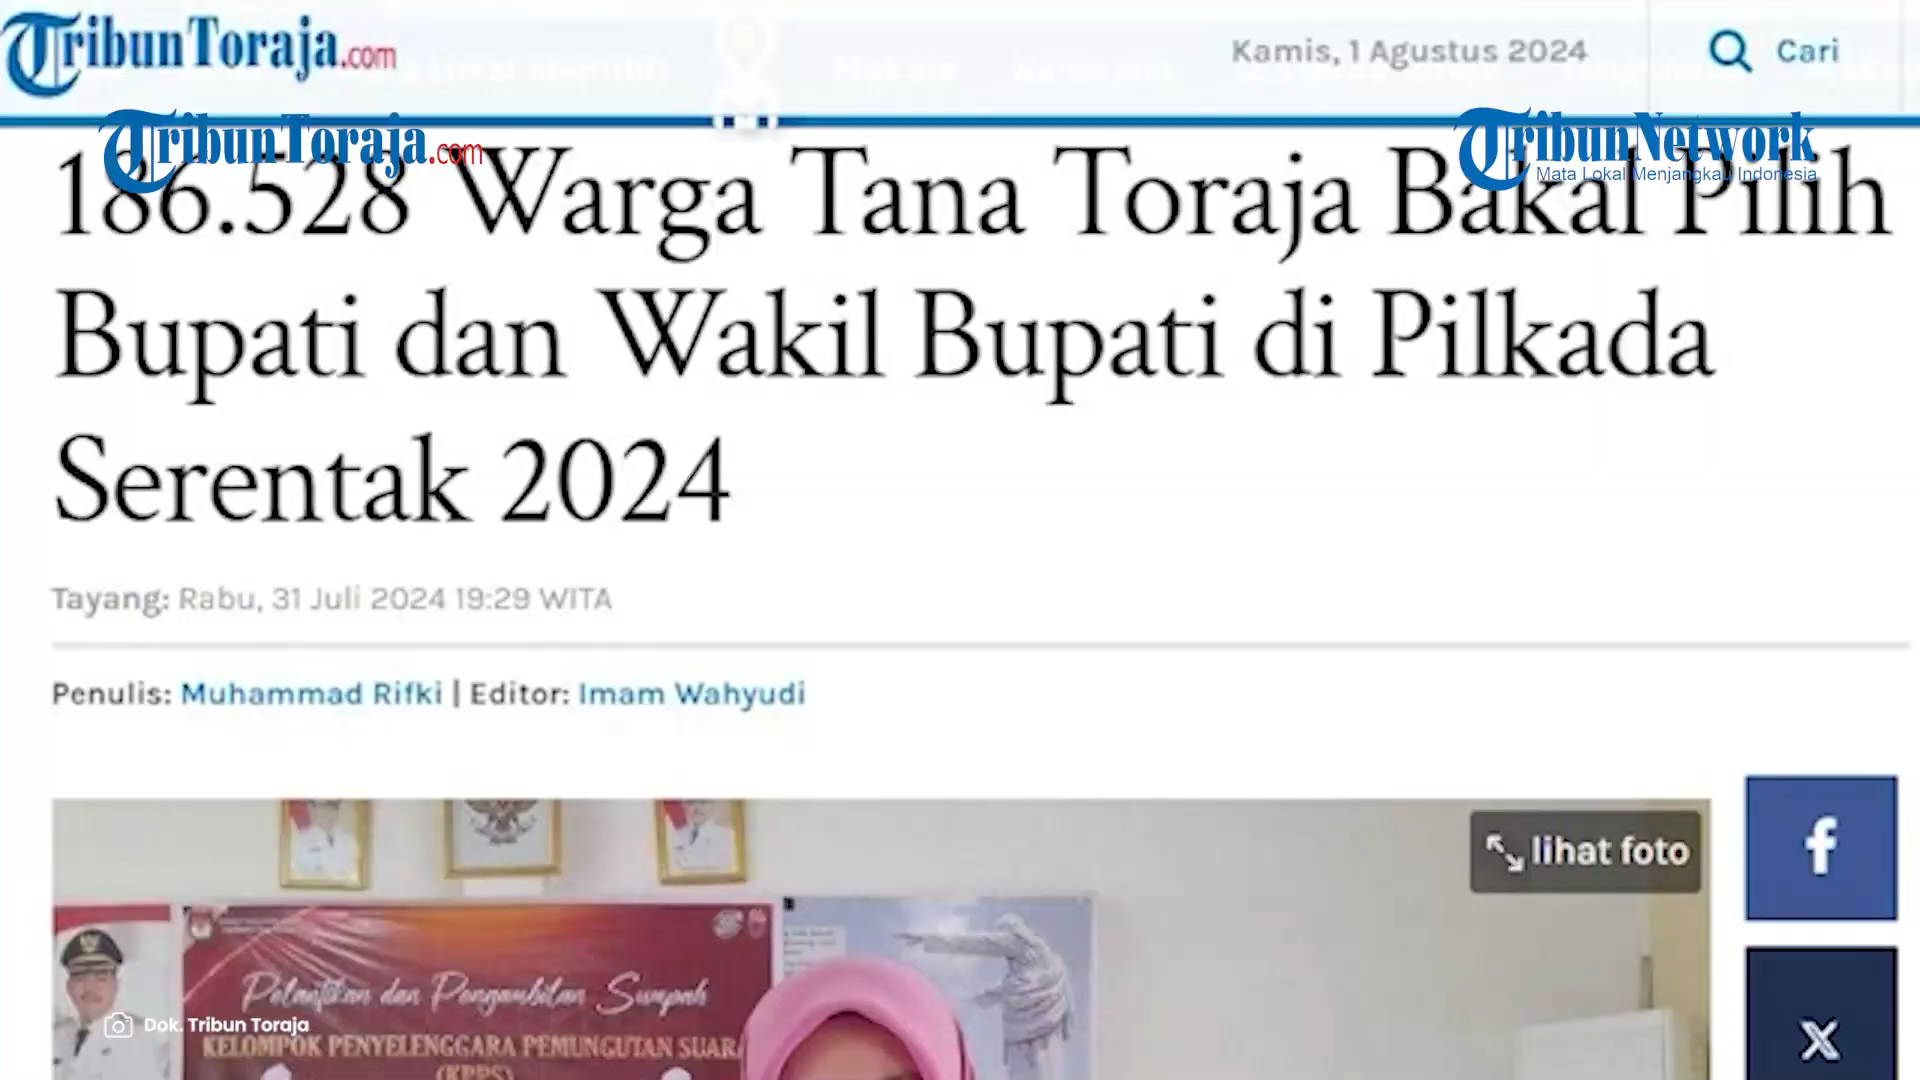 TribunToraja.com
Kamis, 1 Agustus 2024
Cari
TribunToraja.com
TribunNetwork
Mata Lokal Menjangkau Indonesia
186.528 Warga Tana Toraja Bakal Pilih
Bupati dan Wakil Bupati di Pilkada
Serentak 2024
Tayang: Rabu, 31 Juli 2024 19:29 WITA
Penulis: Muhammad Rifki | Editor: Imam Wahyudi
lihat foto
f
X
Pelantikan dan Pengambilan Sumpah
Dok. Tribun Toraja
KELOMPOK PENYELENGGARA PEMUNGUTAN SUARA
(KPPS)